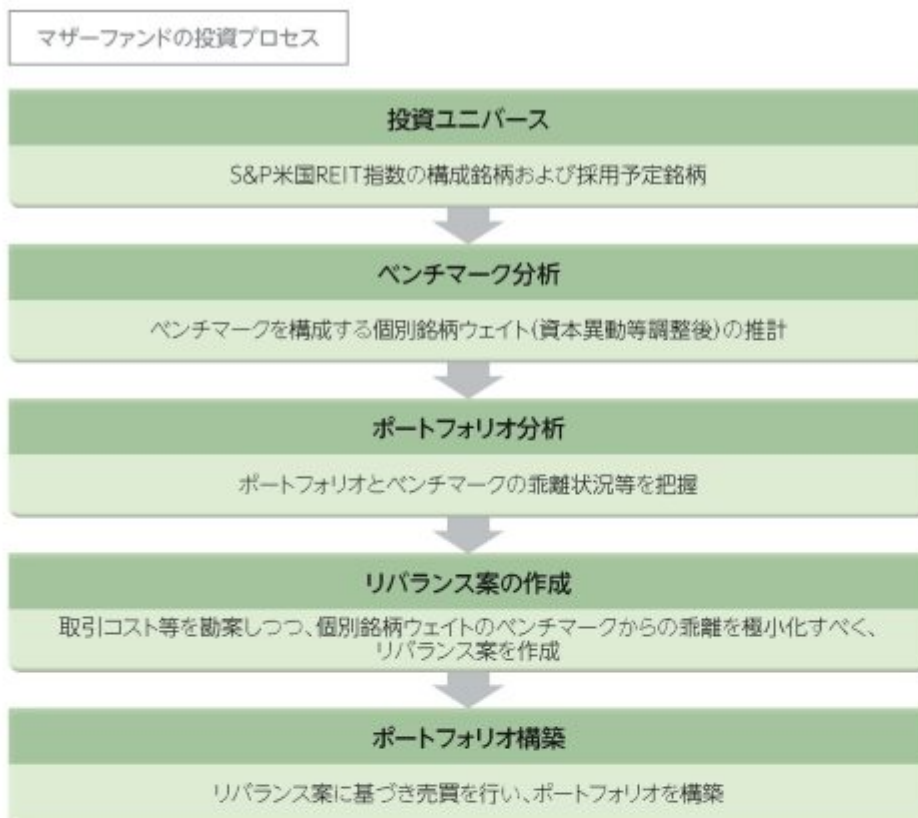 マザーファンドの投資プロセス
投資ユニバース
S&P米国REIT指数の構成銘柄および採用予定銘柄
ベンチマーク分析
ベンチマークを構成する個別銘柄ウェイト(資本異動等調整後)の推計
ポートフォリオ分析
ポートフォリオとベンチマークの乖離状況等を把握
リバランス案の作成
取引コスト等を勘案しつつ、個別銘柄ウェイトのベンチマークからの乖離を極小化すべく、
リバランス案を作成
ポートフォリオ構築
リバランス案に基づき売買を行い、ポートフォリオを構築